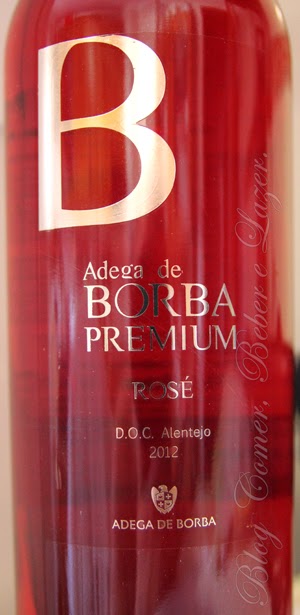 B
Adega de
BORBA
PREMIUM
ROSÉ
D.O.C. Alentejo
2012
ADEGA DE BORBA
Blog Comer, Beber e Lazer.